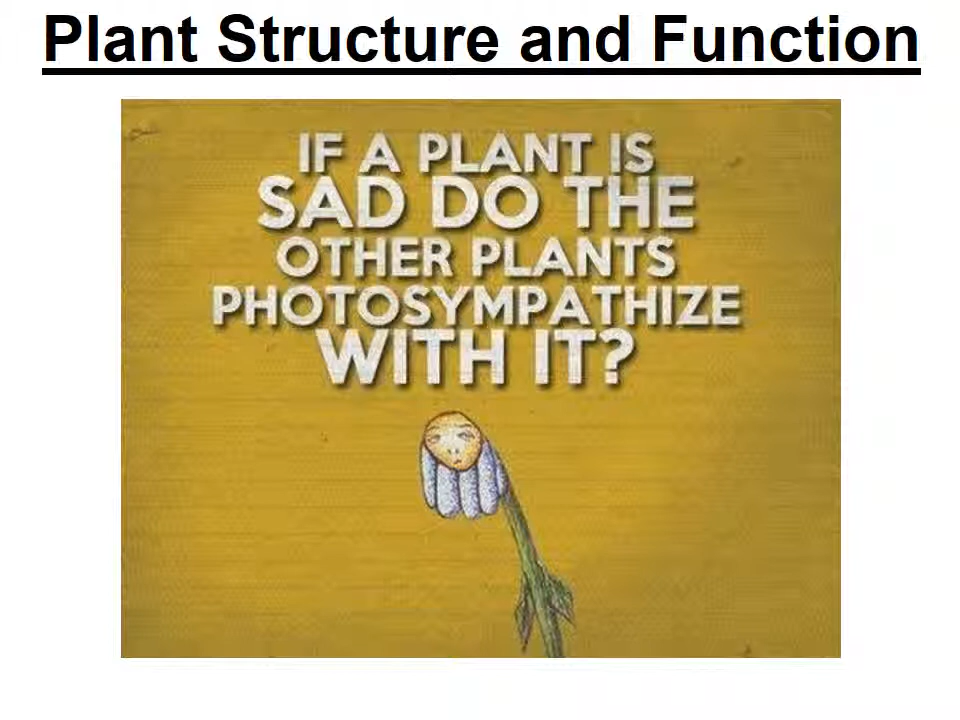 Plant Structure and Function
IF A PLANT IS
SAD DO THE
OTHER PLANTS
PHOTOSYMPATHIZE
WITH IT?